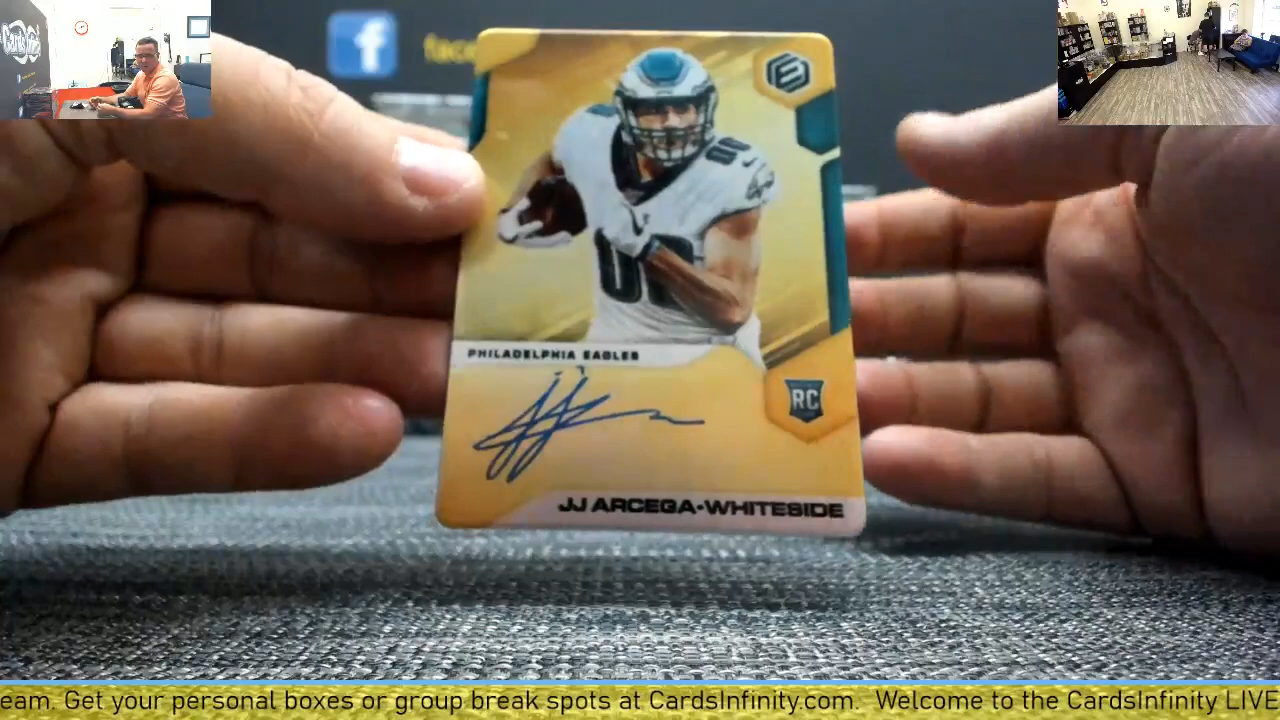 face
PHILADELPHIA EAGLES
RC
JJ ARCEGA-WHITESIDE
eam. Get your personal boxes or group break spots at CardsInfinity.com. Welcome to the CardsInfinity LIVE